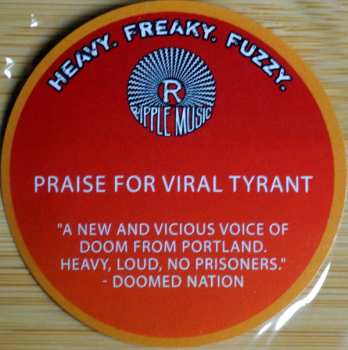 HEAVY. FREAKY. FUZZY.
R
RIPPLE MUSIC
PRAISE FOR VIRAL TYRANT
"A NEW AND VICIOUS VOICE OF
DOOM FROM PORTLAND.
HEAVY, LOUD, NO PRISONERS."
- DOOMED NATION